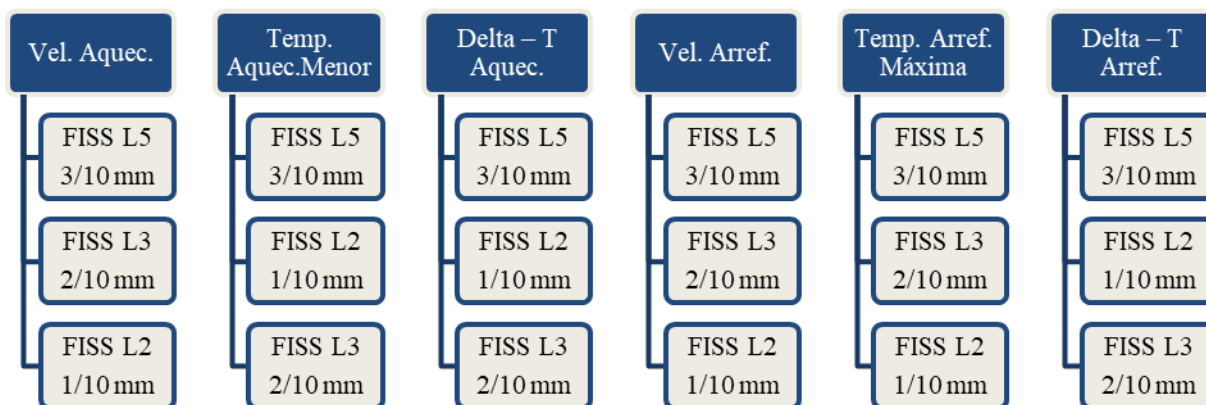 Vel. Aquec.
FISS L5
3/10 mm
FISS L3
2/10 mm
FISS L2
1/10 mm
Temp.
Aquec.Menor
FISS L5
3/10 mm
FISS L2
1/10 mm
FISS L3
2/10 mm
Delta – T
Aquec.
FISS L5
3/10 mm
FISS L2
1/10 mm
FISS L3
2/10 mm
Vel. Arref.
FISS L5
3/10 mm
FISS L3
2/10 mm
FISS L2
1/10 mm
Temp. Arref.
Máxima
FISS L5
3/10 mm
FISS L3
2/10 mm
FISS L2
1/10 mm
Delta – T
Arref.
FISS L5
3/10 mm
FISS L2
1/10 mm
FISS L3
2/10 mm